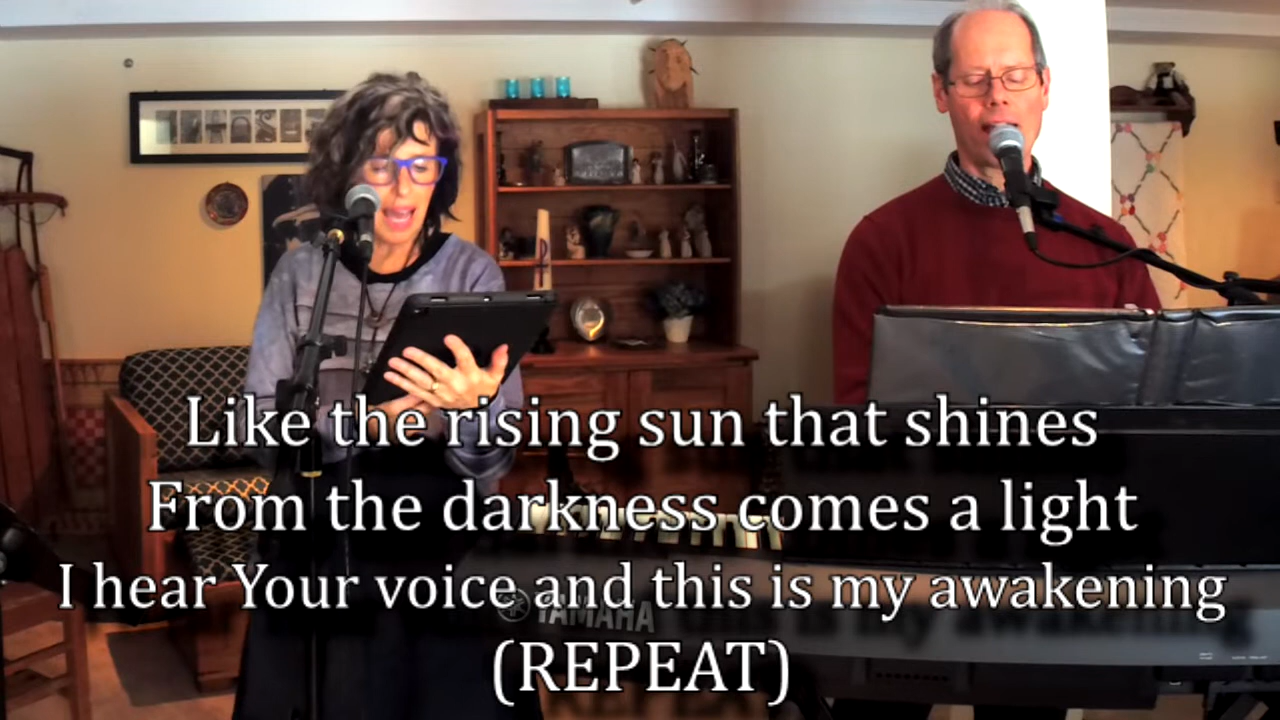 Like the rising sun that shines
From the darkness comes a light
I hear Your voice and this is my awakening
YAMAHA
(REPEAT)